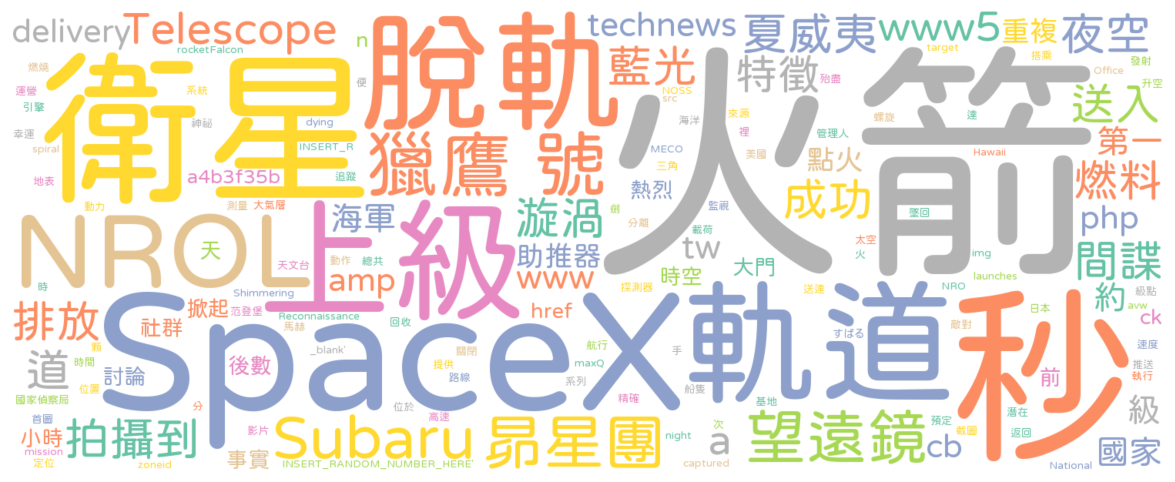 delivery Telescope technews 夏威夷 www5 重複 夜空
rocketFalcon n 脫軌 藍光 特徵 target 搭乘 發射
衛星 火箭 Office 升空
燃燒 系統 便 NOSS src 殆盡 送入
運營 引擎 神秘 dying 來源 螺旋 達
幸運 INSERT_R 獵鷹 號 海洋 裡 管理人 第一
spiral MECO 三角 點火 Hawaii
地表 a4b3f35b 追蹤 熱烈 美國 燃料
動力 測量 大氣層 成功
NROL 上級 海軍 漩渦 倒 監視 墜回 php
天 分離 載荷 太空
天文台 動作 總共 助推器 tw 火 img 間諜
時 Shimmering amp www 時空 大門 launches
排放 掀起 范登堡 Reconnaissance 探測器 送達 NRO 級點
社群 馬赫 回收 href 約
SpaceX 軌道 秒 日本 avw ck
_blank' 航行 手 すばる 敵對
道 時間 賴 後數 提供 關閉 maxQ 速度
討論 位置 路線 系列 船隻 前 推送 執行
國家偵察局 分 位於 精確 基地 級
首圖 拍攝到 影片 高速 次 預定 潛在
小時 Subaru 昴星團 night a 望遠鏡 cb 截圖 返回 國家
mission 事實
定位 zoneid INSERT_RANDOM_NUMBER_HERE' captured National